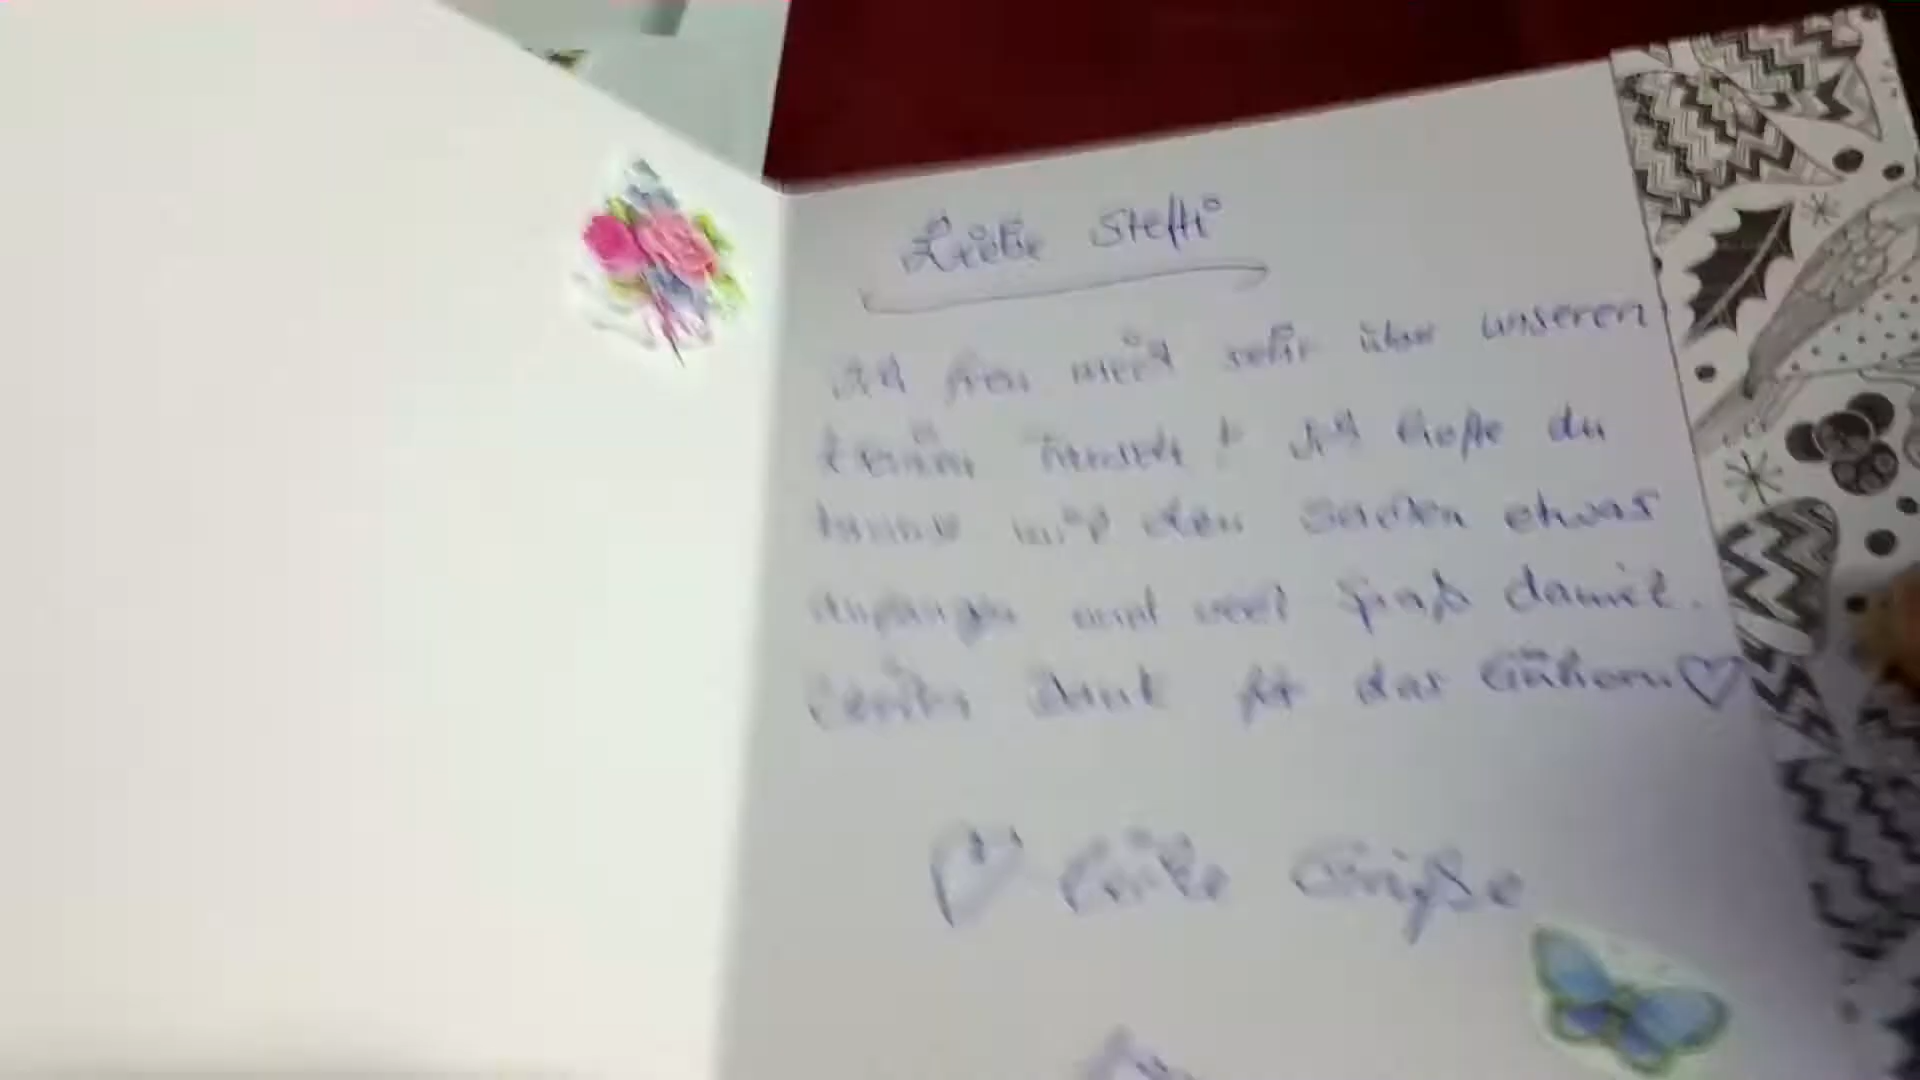 Liebe Steffi
Ich freu mich sehr über unseren
kleinen Tausch! Ich hoffe du
kannst mit den Sachen etwas
anfangen und viel Spaß damit.
Vielen Dank für das
Liebe Grüße